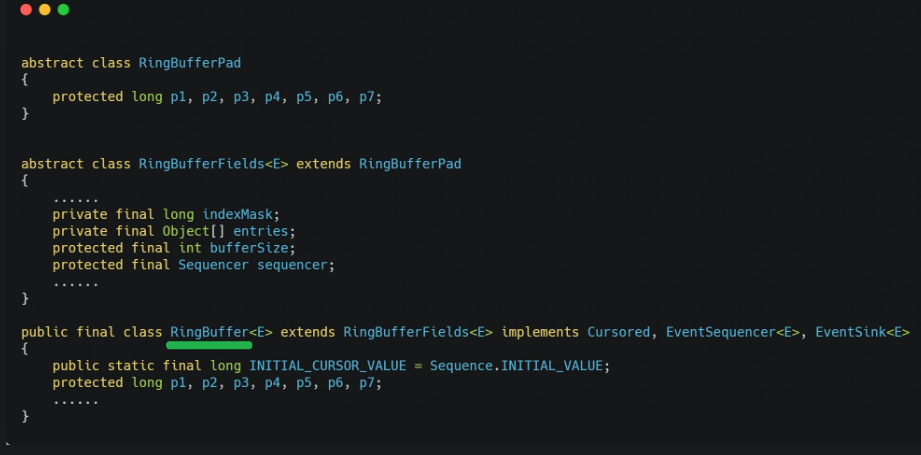 abstract class RingBufferPad
{
    protected long p1, p2, p3, p4, p5, p6, p7;
}
abstract class RingBufferFields<E> extends RingBufferPad
{
    ......
    private final long indexMask;
    private final Object[] entries;
    protected final int bufferSize;
    protected final Sequencer sequencer;
    ......
}
public final class RingBuffer<E> extends RingBufferFields<E> implements Cursored, EventSequencer<E>, EventSink<E>
{
    public static final long INITIAL_CURSOR_VALUE = Sequence.INITIAL_VALUE;
    protected long p1, p2, p3, p4, p5, p6, p7;
    ......
}